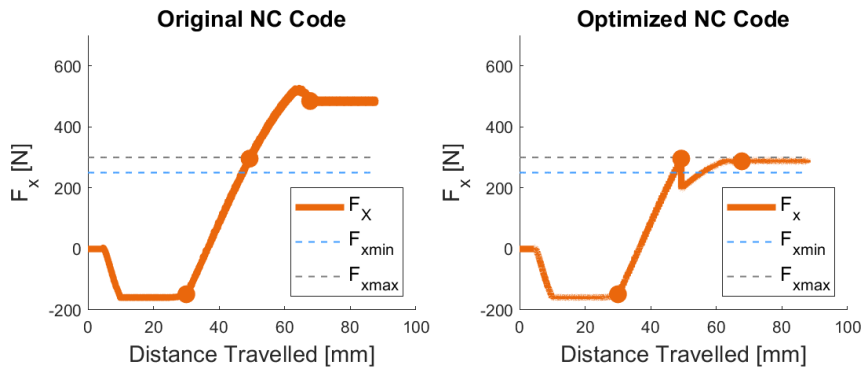 Original NC Code
600
400
200
0
-200
F_x [N]
0 20 40 60 80 100
Distance Travelled [mm]
F_X
F_xmin
F_xmax
Optimized NC Code
600
400
200
0
-200
F_x [N]
0 20 40 60 80 100
Distance Travelled [mm]
F_x
F_xmin
F_xmax